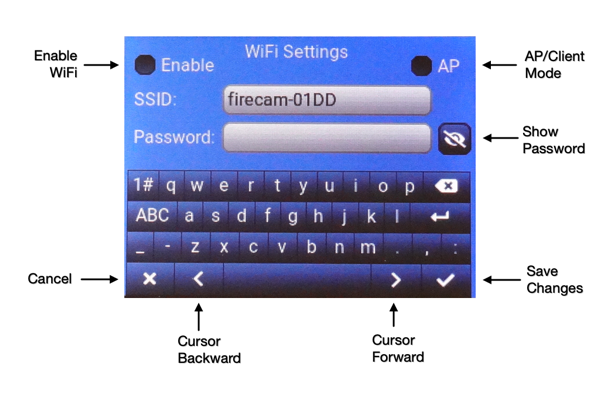 WiFi Settings
Enable
WiFi
Enable
AP
AP/Client
Mode
SSID:
firecam-01DD
Password:
Show
Password
1# q w e r t y u i o p
ABC a s d f g h j k l
_ - z x c v b n m . , :
Cancel
Save
Changes
Cursor
Backward
Cursor
Forward